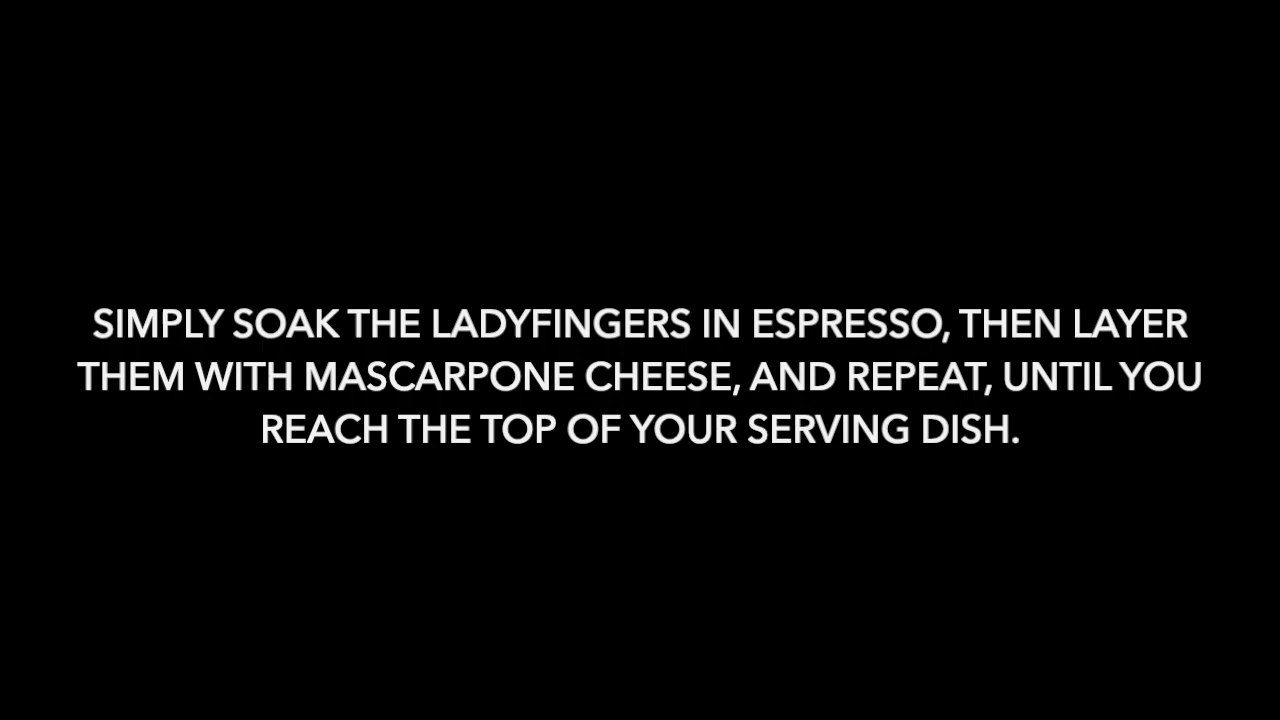 SIMPLY SOAK THE LADYFINGERS IN ESPRESSO, THEN LAYER
THEM WITH MASCARPONE CHEESE, AND REPEAT, UNTIL YOU
REACH THE TOP OF YOUR SERVING DISH.